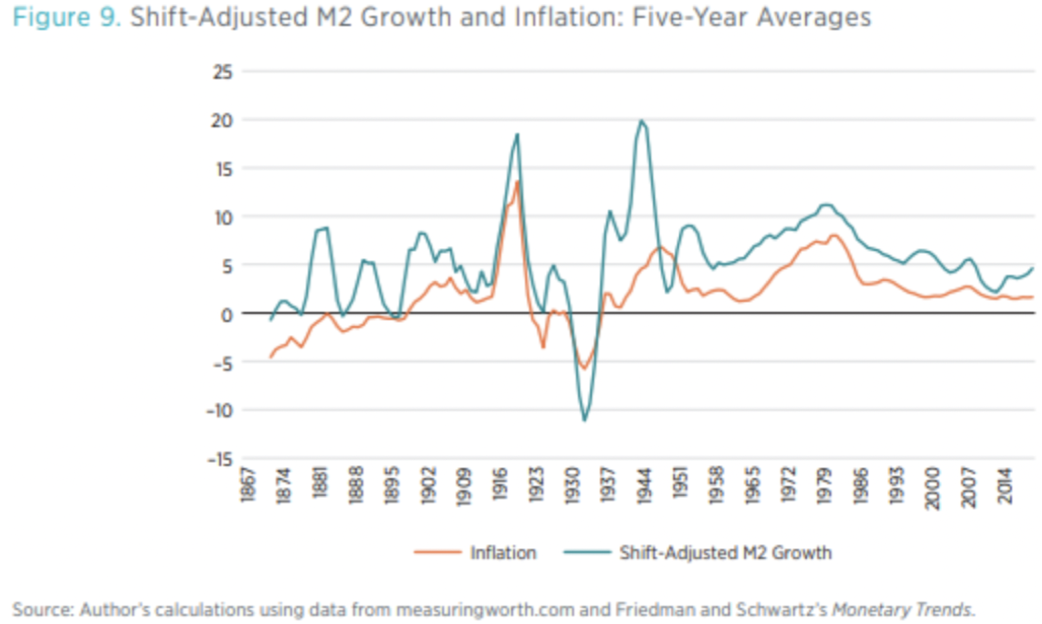 Figure 9. Shift-Adjusted M2 Growth and Inflation: Five-Year Averages
25
20
15
10
5
0
–5
–10
–15
1867 1874 1881 1888 1895 1902 1909 1916 1923 1930 1937 1944 1951 1958 1965 1972 1979 1986 1993 2000 2007 2014
Inflation Shift-Adjusted M2 Growth
Source: Author's calculations using data from measuringworth.com and Friedman and Schwartz's Monetary Trends.